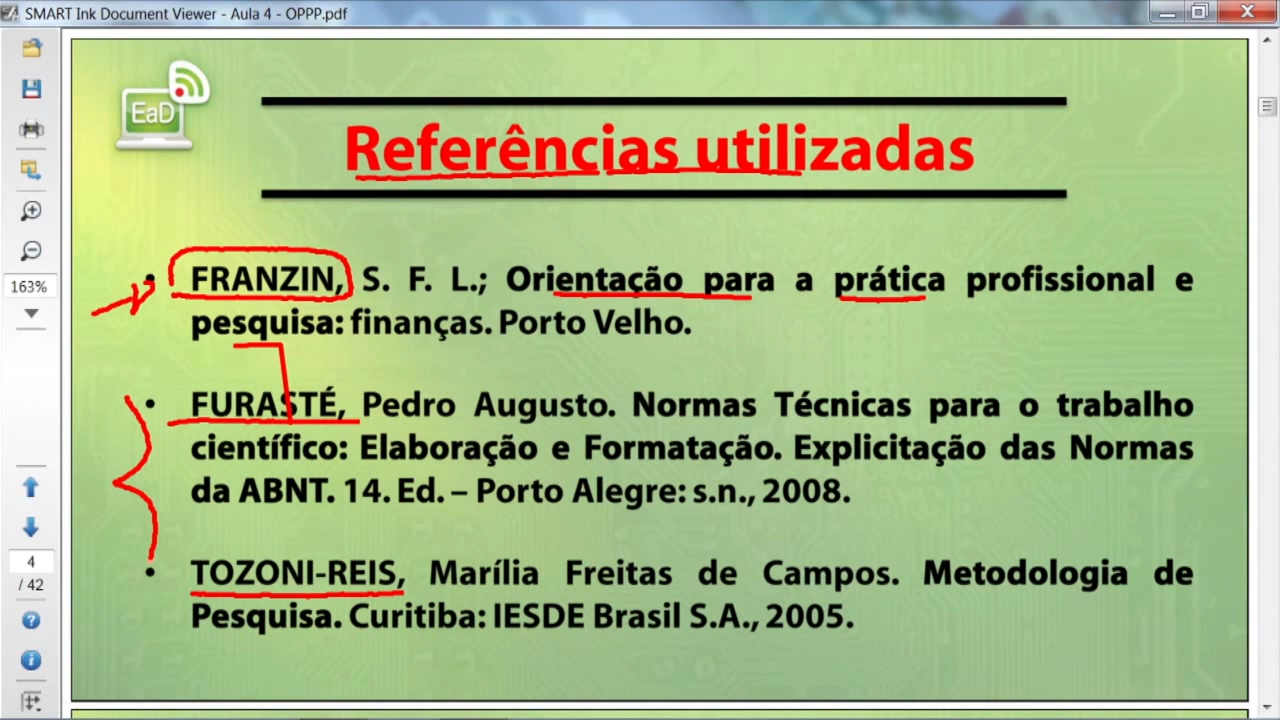 SMART Ink Document Viewer - Aula 4 - OPPP.pdf
EaD
Referências utilizadas
163%
• FRANZIN, S. F. L.; Orientação para a prática profissional e
pesquisa: finanças. Porto Velho.
• FURASTÉ, Pedro Augusto. Normas Técnicas para o trabalho
científico: Elaboração e Formatação. Explicitação das Normas
da ABNT. 14. Ed. – Porto Alegre: s.n., 2008.
4
/ 42
• TOZONI-REIS, Marília Freitas de Campos. Metodologia de
Pesquisa. Curitiba: IESDE Brasil S.A., 2005.